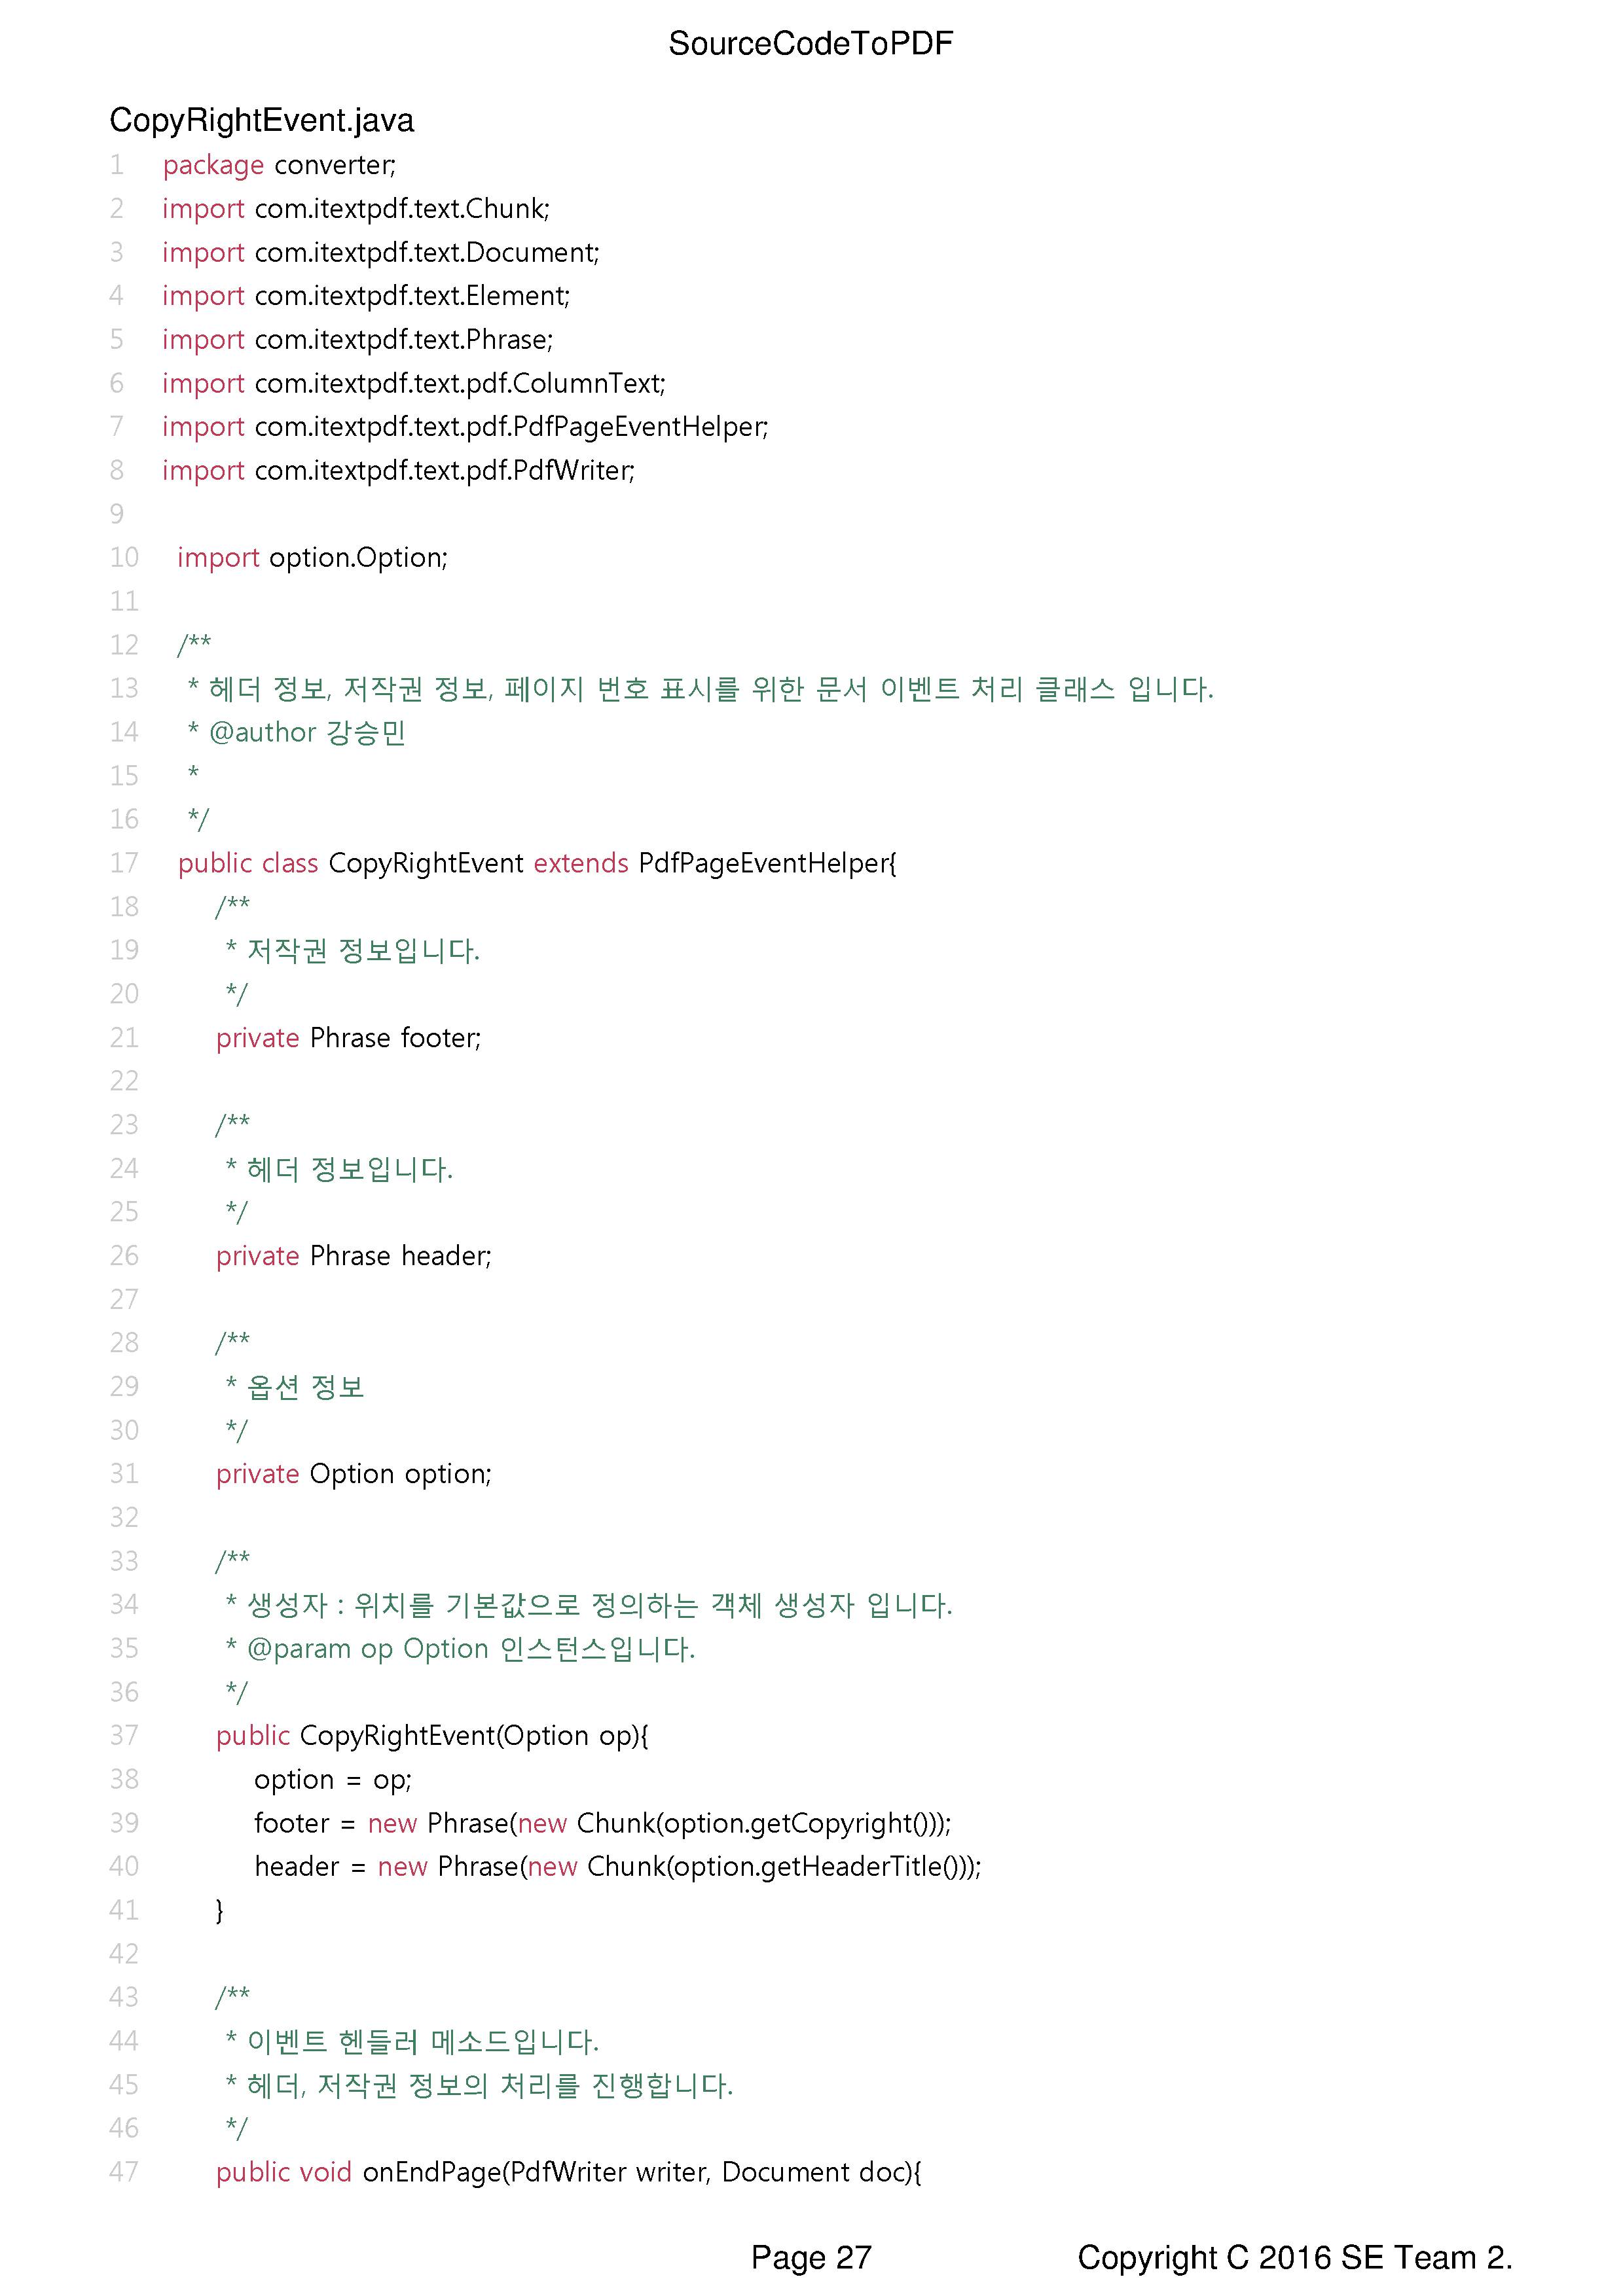 SourceCodeToPDF
CopyRightEvent.java
1 package converter;
2 import com.itextpdf.text.Chunk;
3 import com.itextpdf.text.Document;
4 import com.itextpdf.text.Element;
5 import com.itextpdf.text.Phrase;
6 import com.itextpdf.text.pdf.ColumnText;
7 import com.itextpdf.text.pdf.PdfPageEventHelper;
8 import com.itextpdf.text.pdf.PdfWriter;
9
10 import option.Option;
11
12 /**
13 * 헤더 정보, 저작권 정보, 페이지 번호 표시를 위한 문서 이벤트 처리 클래스 입니다.
14 * @author 강승민
15 *
16 */
17 public class CopyRightEvent extends PdfPageEventHelper{
18 /**
19 * 저작권 정보입니다.
20 */
21 private Phrase footer;
22
23 /**
24 * 헤더 정보입니다.
25 */
26 private Phrase header;
27
28 /**
29 * 옵션 정보
30 */
31 private Option option;
32
33 /**
34 * 생성자 : 위치를 기본값으로 정의하는 객체 생성자 입니다.
35 * @param op Option 인스턴스입니다.
36 */
37 public CopyRightEvent(Option op){
38 option = op;
39 footer = new Phrase(new Chunk(option.getCopyright()));
40 header = new Phrase(new Chunk(option.getHeaderTitle()));
41 }
42
43 /**
44 * 이벤트 헨들러 메소드입니다.
45 * 헤더, 저작권 정보의 처리를 진행합니다.
46 */
47 public void onEndPage(PdfWriter writer, Document doc){
Page 27 Copyright C 2016 SE Team 2.